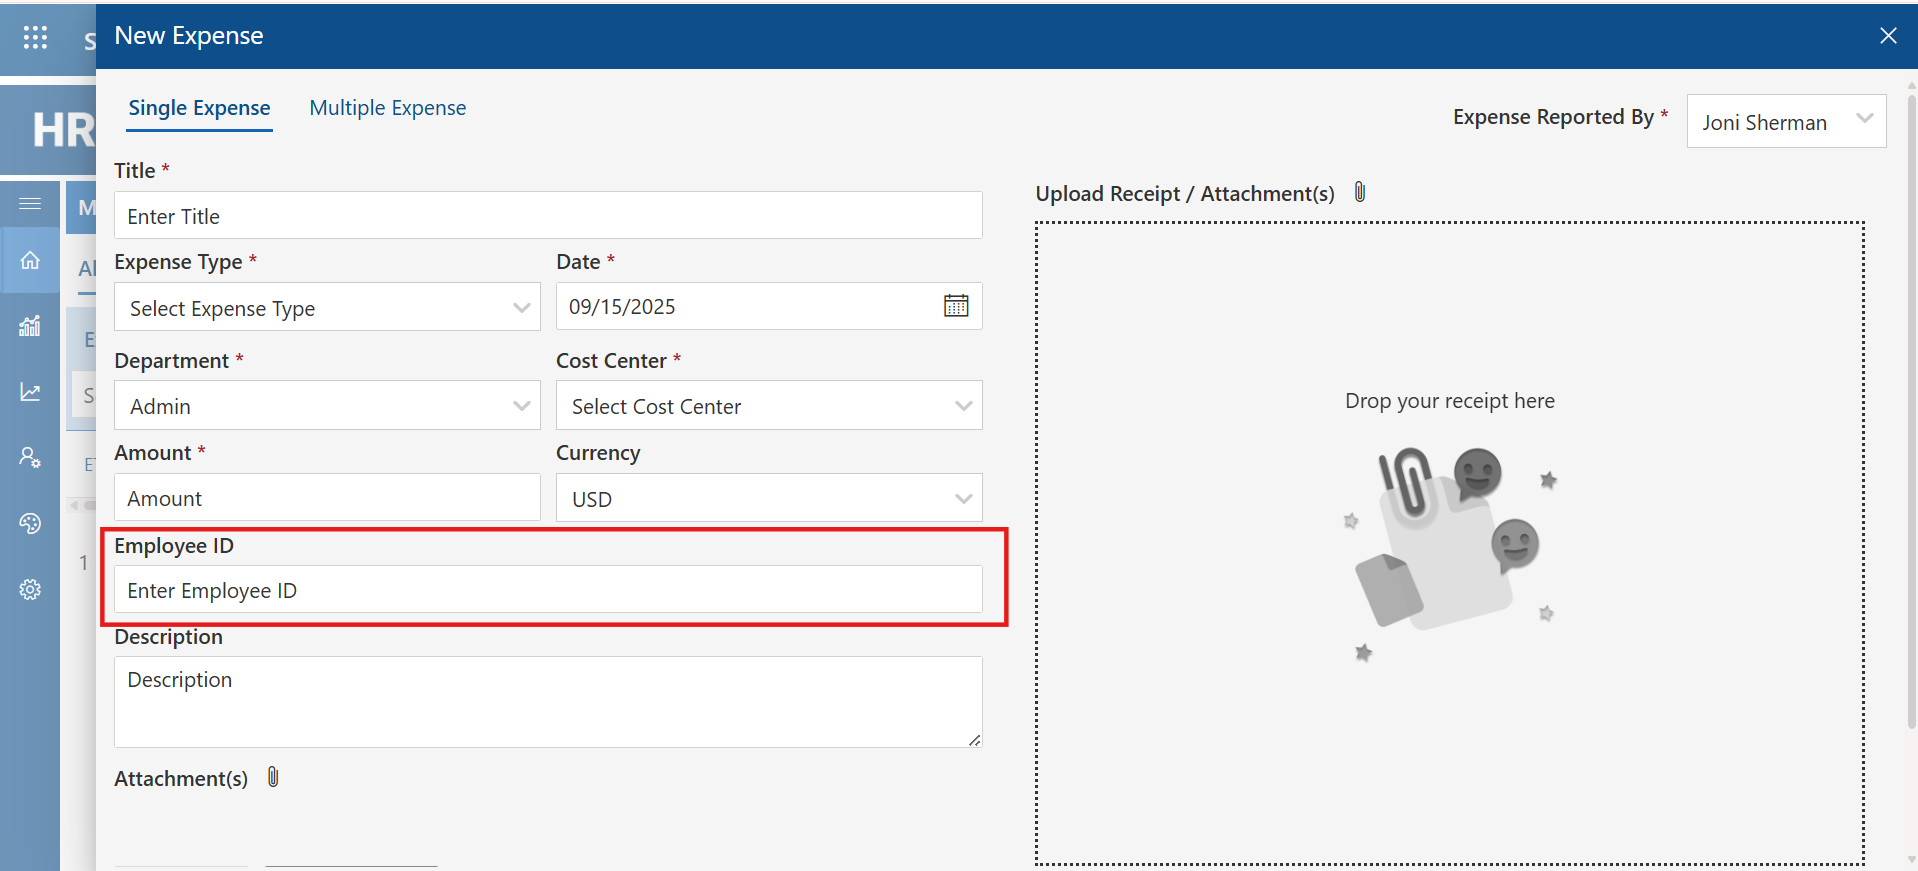 New Expense
Single Expense Multiple Expense
Expense Reported By * Joni Sherman
HR
Title *
Enter Title
Upload Receipt / Attachment(s)
Expense Type * Date *
Select Expense Type 09/15/2025
Department * Cost Center *
Admin Select Cost Center
Drop your receipt here
Amount * Currency
Amount USD
Employee ID
Enter Employee ID
1
Description
Description
Attachment(s)